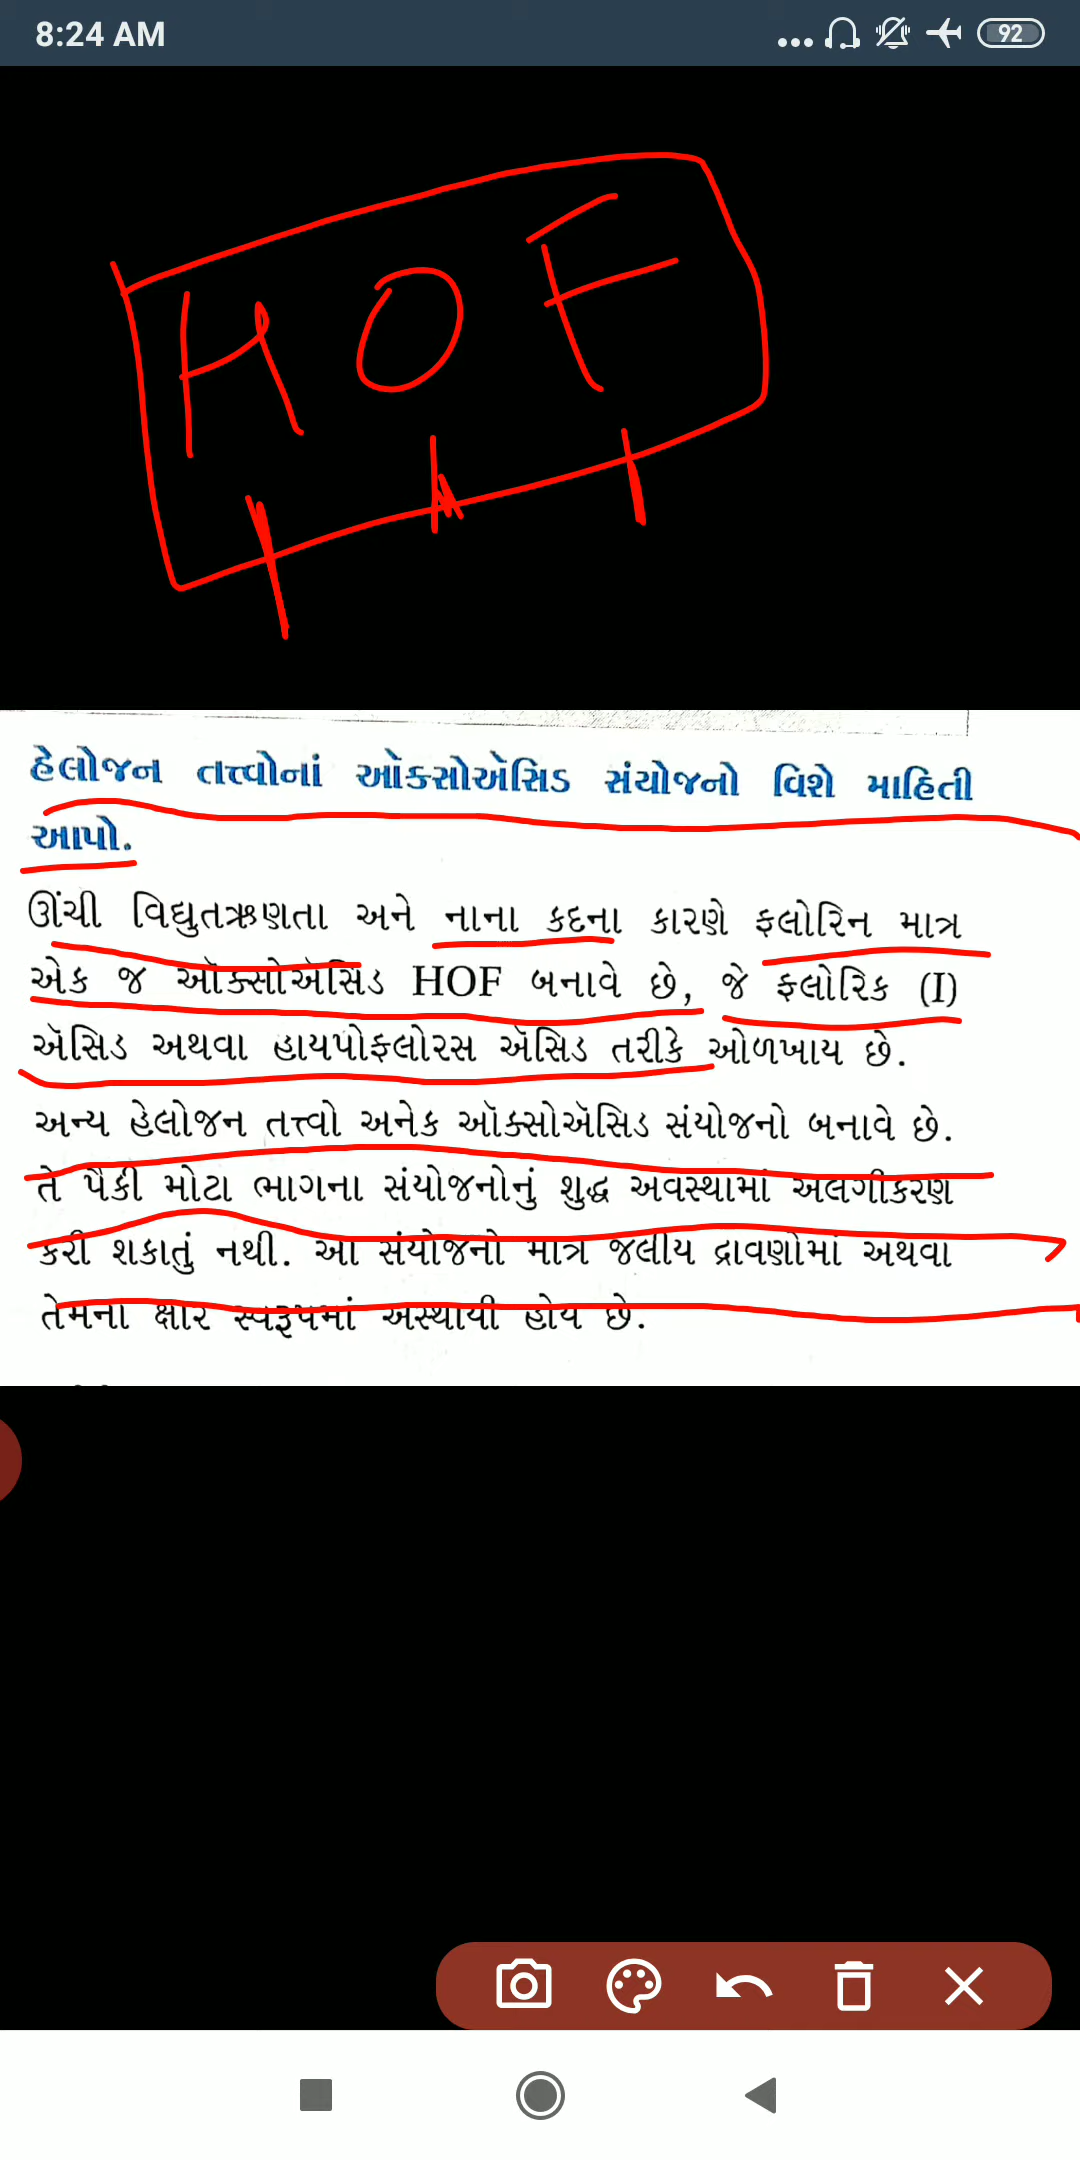 8:24 AM
92
HOF
હેલોજન તત્ત્વોનાં ઑક્સોઍસિડ સંયોજનો વિશે માહિતી
આપો.
ઊંચી વિદ્યુતઋણતા અને નાના કદના કારણે ફ્લોરિન માત્ર
એક જ ઑક્સોઍસિડ HOF બનાવે છે, જે ફ્લોરિક (I)
ઍસિડ અથવા હાયપોફ્લોરસ ઍસિડ તરીકે ઓળખાય છે.
અન્ય હેલોજન તત્ત્વો અનેક ઑક્સોઍસિડ સંયોજનો બનાવે છે.
તે પૈકી મોટા ભાગના સંયોજનોનું શુદ્ધ અવસ્થામાં અલગીકરણ
કરી શકાતું નથી. આ સંયોજનો માત્ર જલીય દ્રાવણોમાં અથવા
તેમના ક્ષાર સ્વરૂપમાં અસ્થાયી હોય છે.